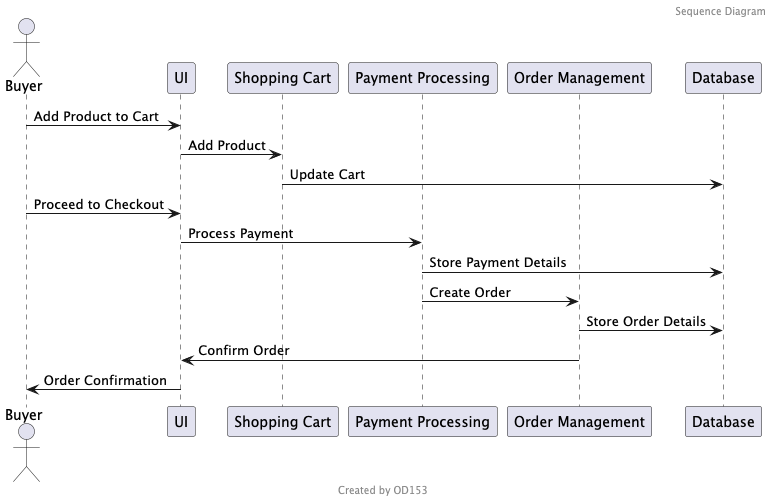 Sequence Diagram
Buyer
UI
Shopping Cart
Payment Processing
Order Management
Database
Add Product to Cart
Add Product
Update Cart
Proceed to Checkout
Process Payment
Store Payment Details
Create Order
Store Order Details
Confirm Order
Order Confirmation
Buyer
UI
Shopping Cart
Payment Processing
Order Management
Database
Created by OD153